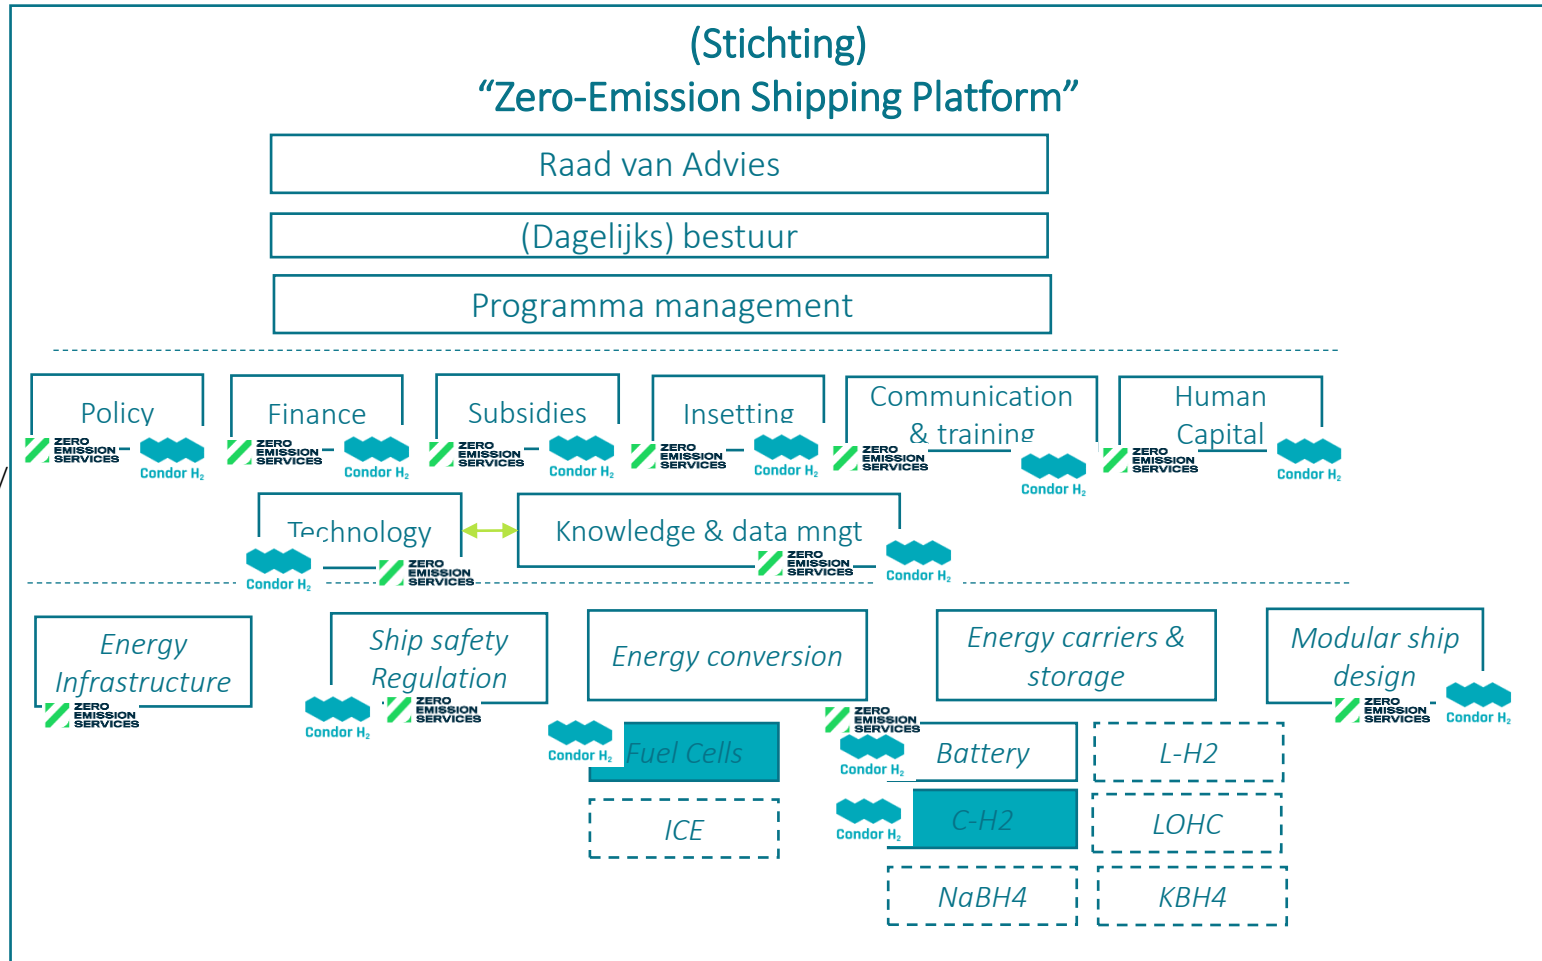 (Stichting)
“Zero-Emission Shipping Platform”
Raad van Advies
(Dagelijks) bestuur
Programma management
Policy
ZERO
EMISSION
SERVICES
Condor H₂
Finance
ZERO
EMISSION
SERVICES
Condor H₂
Subsidies
ZERO
EMISSION
SERVICES
Condor H₂
Insetting
ZERO
EMISSION
SERVICES
Condor H₂
Communication
& training
ZERO
EMISSION
SERVICES
Condor H₂
Human
Capital
ZERO
EMISSION
SERVICES
Condor H₂
/
Technology
Condor H₂
ZERO
EMISSION
SERVICES
Knowledge & data mngt
ZERO
EMISSION
SERVICES
Condor H₂
Energy
Infrastructure
ZERO
EMISSION
SERVICES
Ship safety
Regulation
Condor H₂
ZERO
EMISSION
SERVICES
Energy conversion
Energy carriers &
storage
Modular ship
design
ZERO
EMISSION
SERVICES
Condor H₂
Condor H₂
Fuel Cells
ICE
ZERO
EMISSION
SERVICES
Condor H₂
Battery
L-H2
Condor H₂
C-H2
LOHC
NaBH4
KBH4